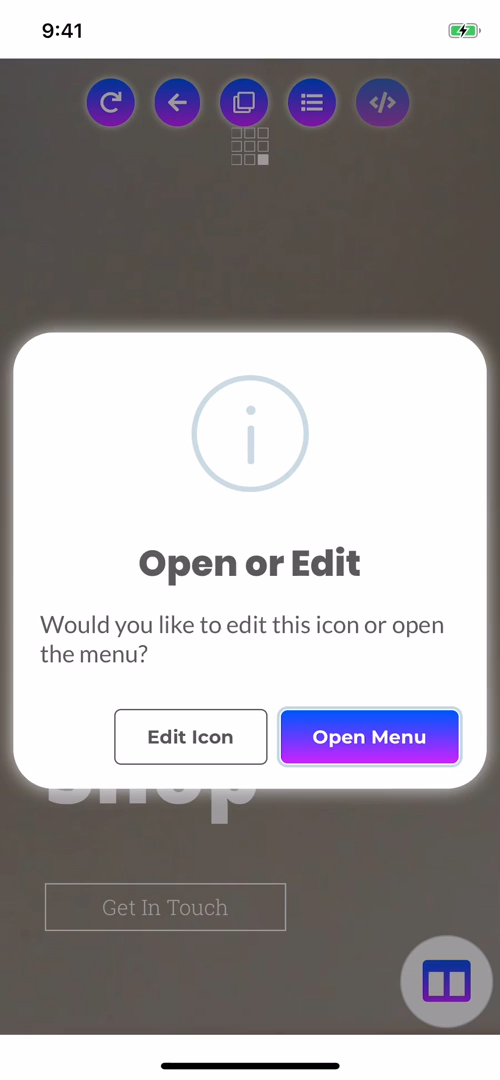 9:41
Open or Edit
Would you like to edit this icon or open
the menu?
Edit Icon
Open Menu
Shop
Get In Touch